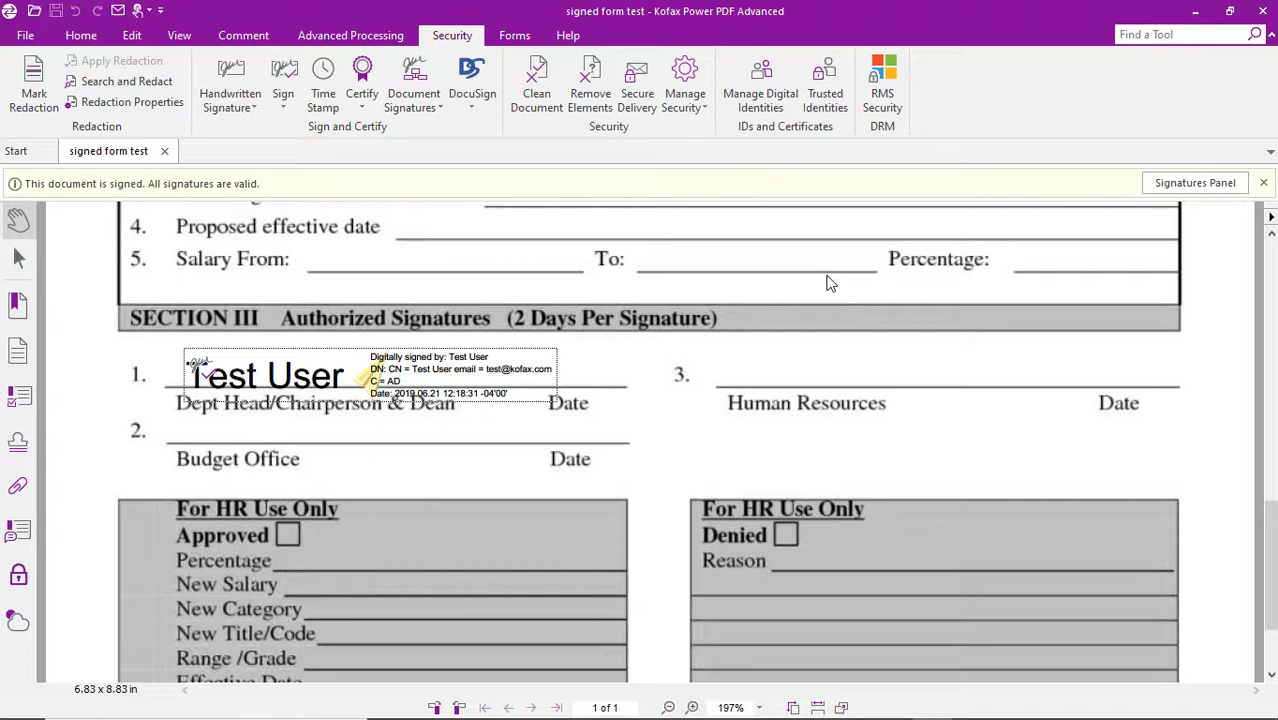 signed form test - Kofax Power PDF Advanced
File Home Edit View Comment Advanced Processing Security Forms Help
Find a Tool
Mark Redaction
Apply Redaction
Search and Redact
Redaction Properties
Redaction
Handwritten Signature
Sign
Time Stamp
Certify
Document Signatures
DocuSign
Sign and Certify
Clean Document
Remove Elements
Secure Delivery
Manage Security
Security
Manage Digital Identities
Trusted Identities
IDs and Certificates
RMS Security
DRM
Start signed form test
This document is signed. All signatures are valid.
Signatures Panel
4. Proposed effective date
5. Salary From: To: Percentage:
SECTION III Authorized Signatures (2 Days Per Signature)
1. Test User
Digitally signed by: Test User
DN: CN = Test User email = test@kofax.com
C = AD
Date: 2019.06.21 12:18:31 -04'00'
Dept Head/Chairperson & Dean Date
3.
Human Resources Date
2.
Budget Office Date
For HR Use Only
Approved
Percentage
New Salary
New Category
New Title/Code
Range /Grade
Effective Date
For HR Use Only
Denied
Reason
6.83 x 8.83 in
1 of 1
197%